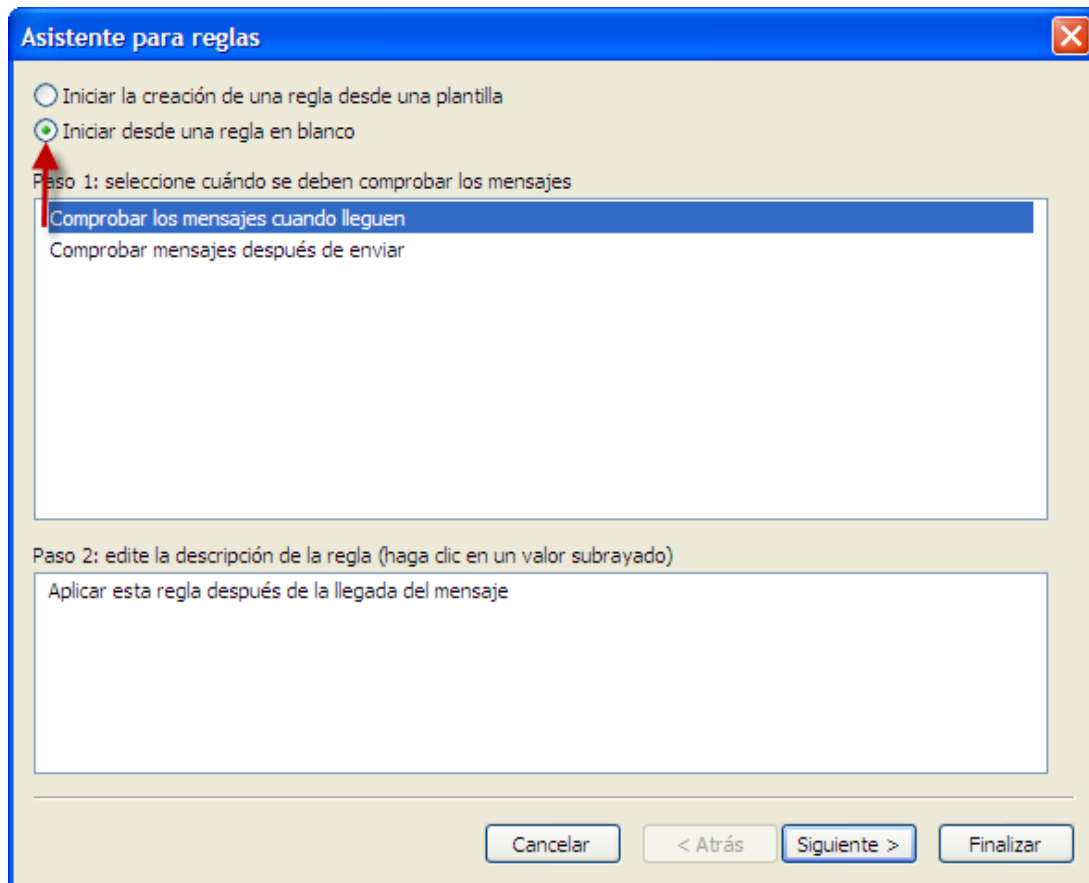 Asistente para reglas
Iniciar la creación de una regla desde una plantilla
Iniciar desde una regla en blanco
Paso 1: seleccione cuándo se deben comprobar los mensajes
Comprobar los mensajes cuando lleguen
Comprobar mensajes después de enviar
Paso 2: edite la descripción de la regla (haga clic en un valor subrayado)
Aplicar esta regla después de la llegada del mensaje
Cancelar < Atrás Siguiente > Finalizar